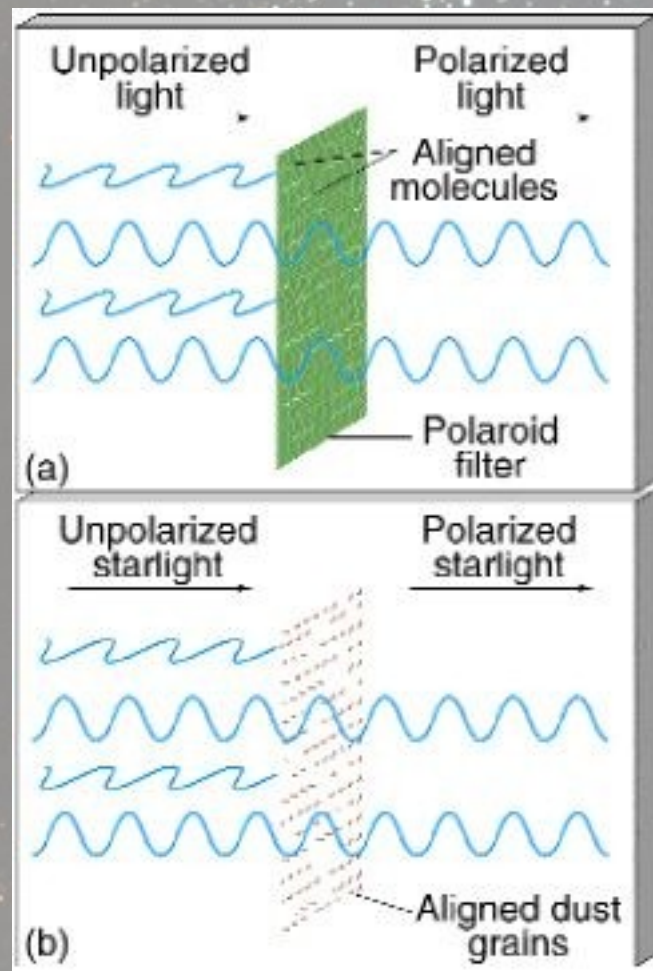 Unpolarized
light
Polarized
light
Aligned
molecules
Polaroid
filter
(a)
Unpolarized
starlight
Polarized
starlight
Aligned dust
grains
(b)